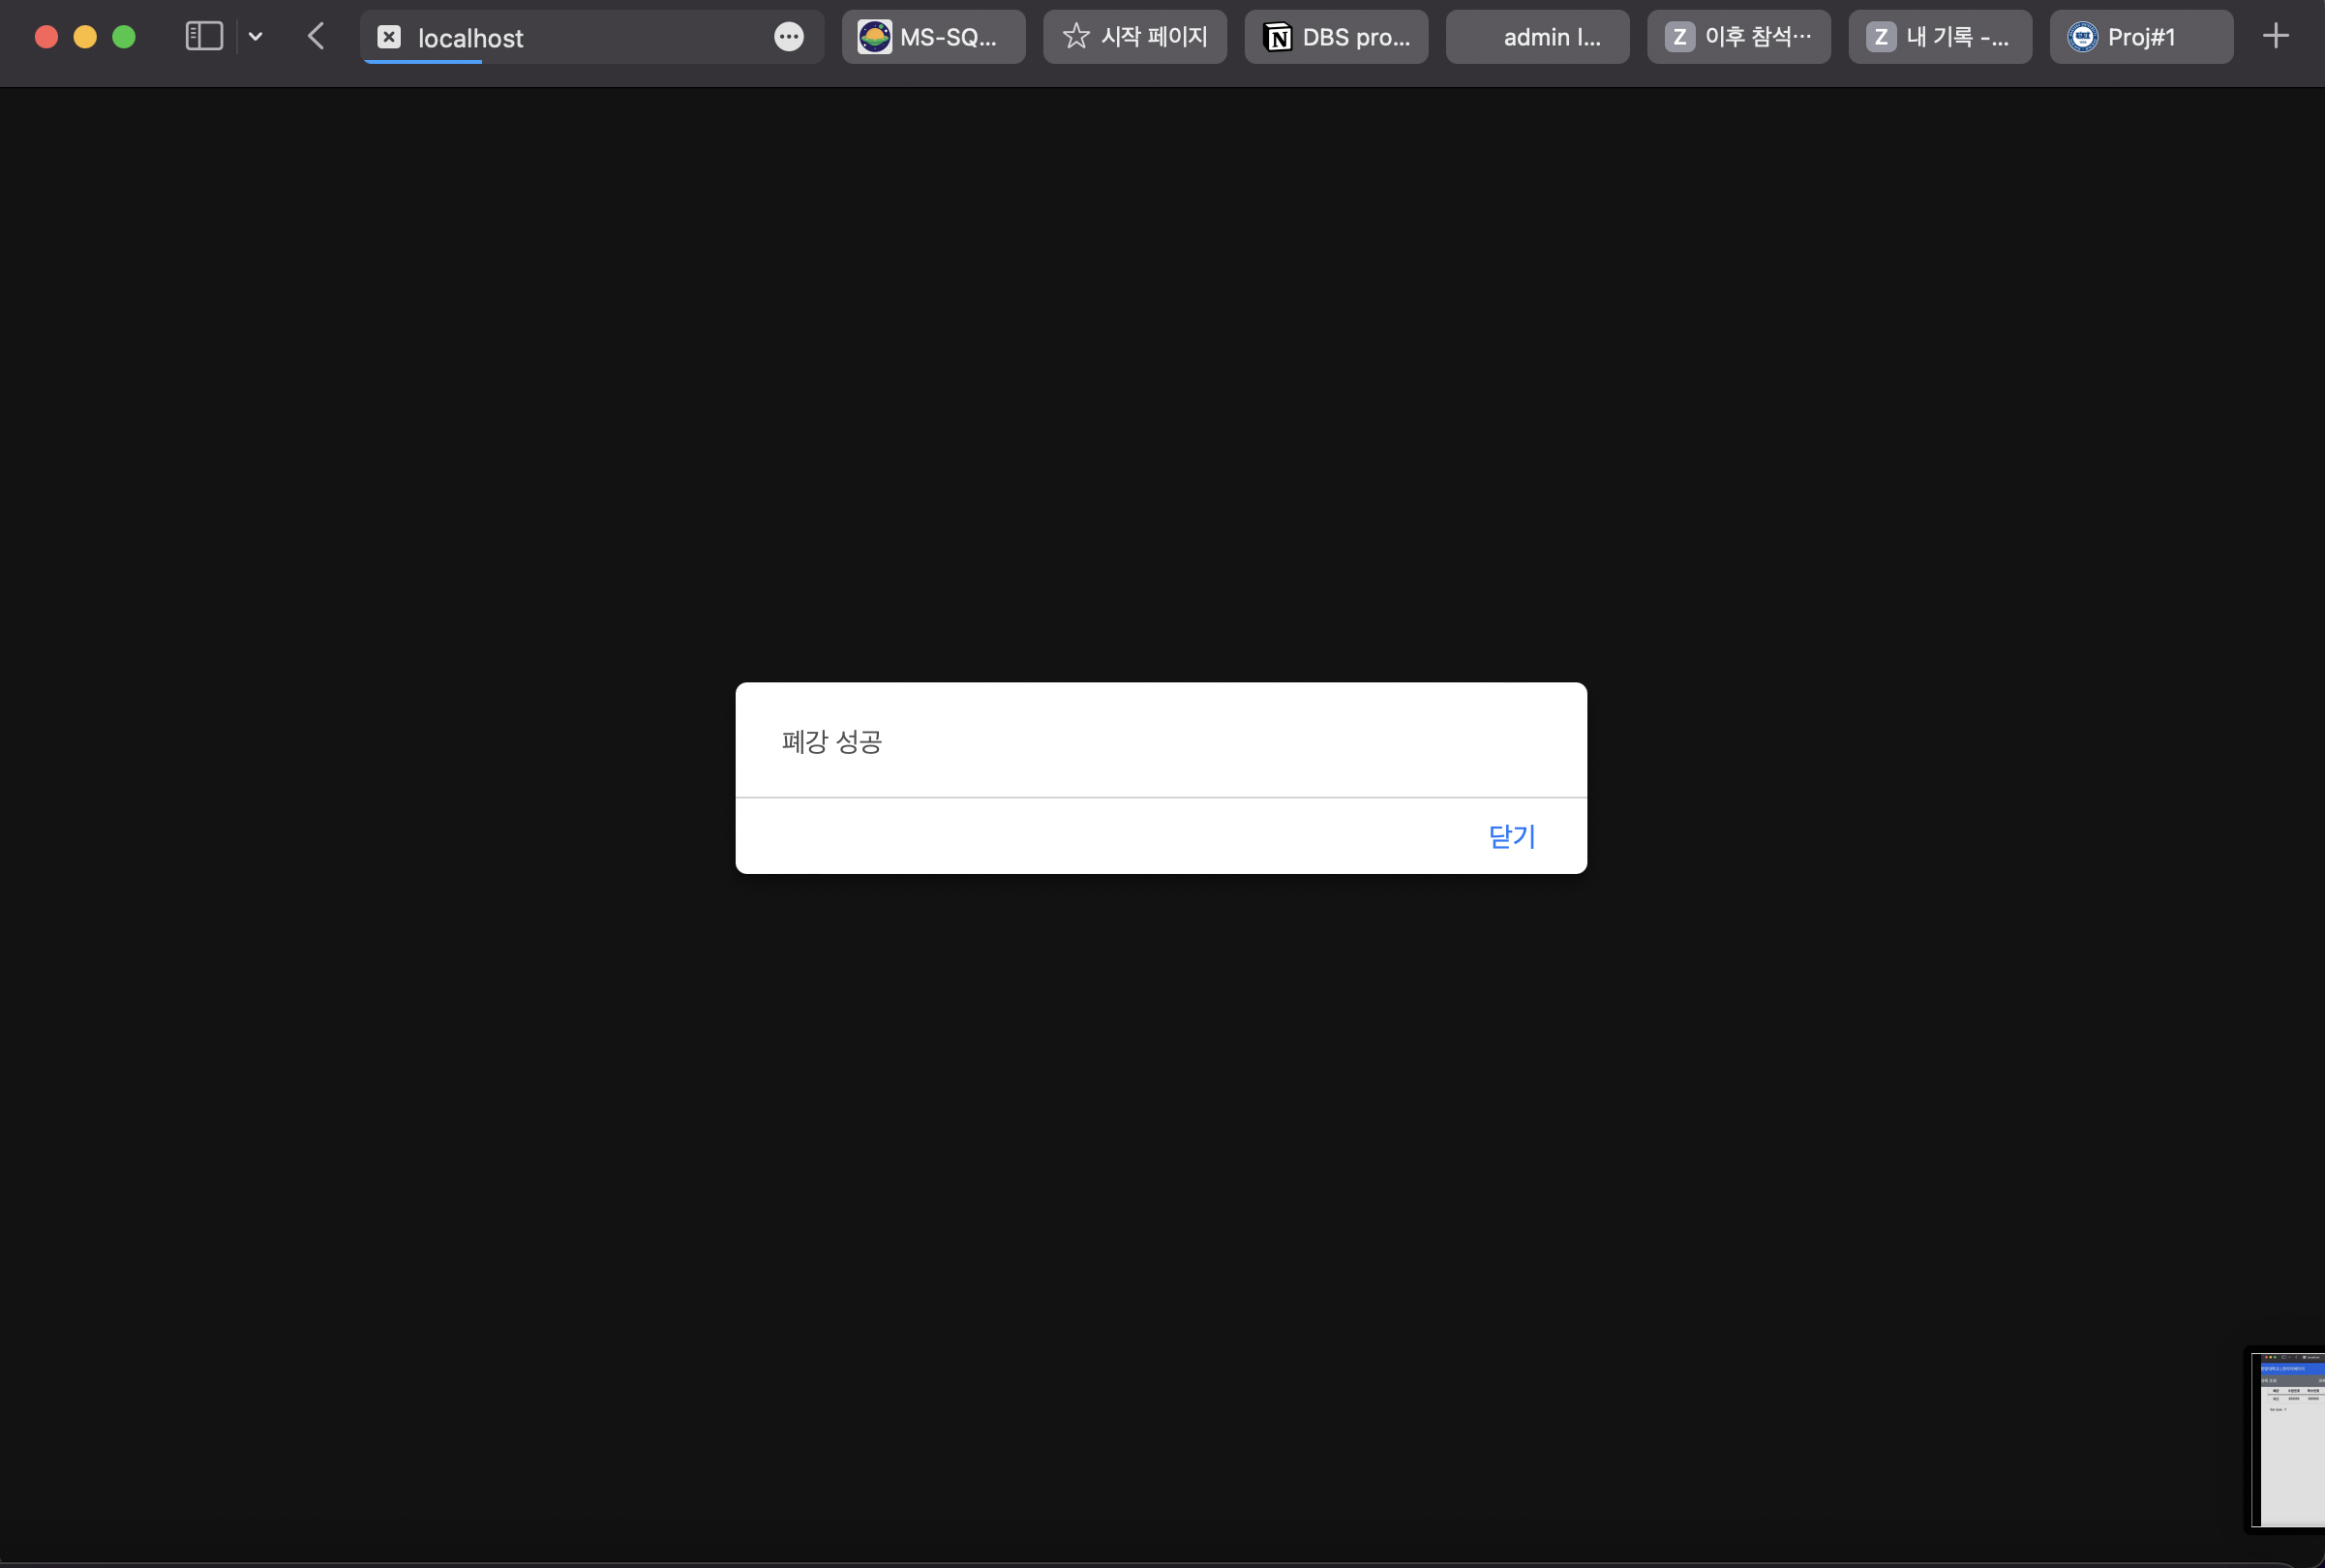 localhost
MS-SQ...
시작 페이지
DBS pro...
admin I...
Z 이후 참석...
Z 내 기록 -...
Proj#1
폐강 성공
닫기